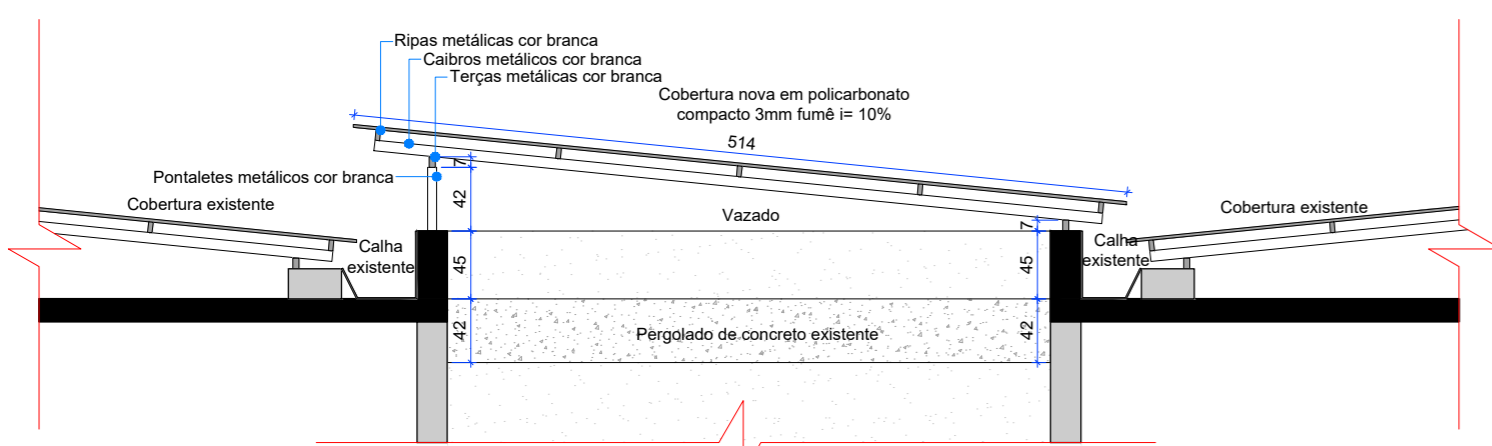 Ripas metálicas cor branca
Caibros metálicos cor branca
Terças metálicas cor branca
Cobertura nova em policarbonato
compacto 3mm fumê i= 10%
514
7
Pontaletes metálicos cor branca
42
Cobertura existente
Vazado
Cobertura existente
7
Calha
existente
Calha
existente
45
45
42
Pergolado de concreto existente
42